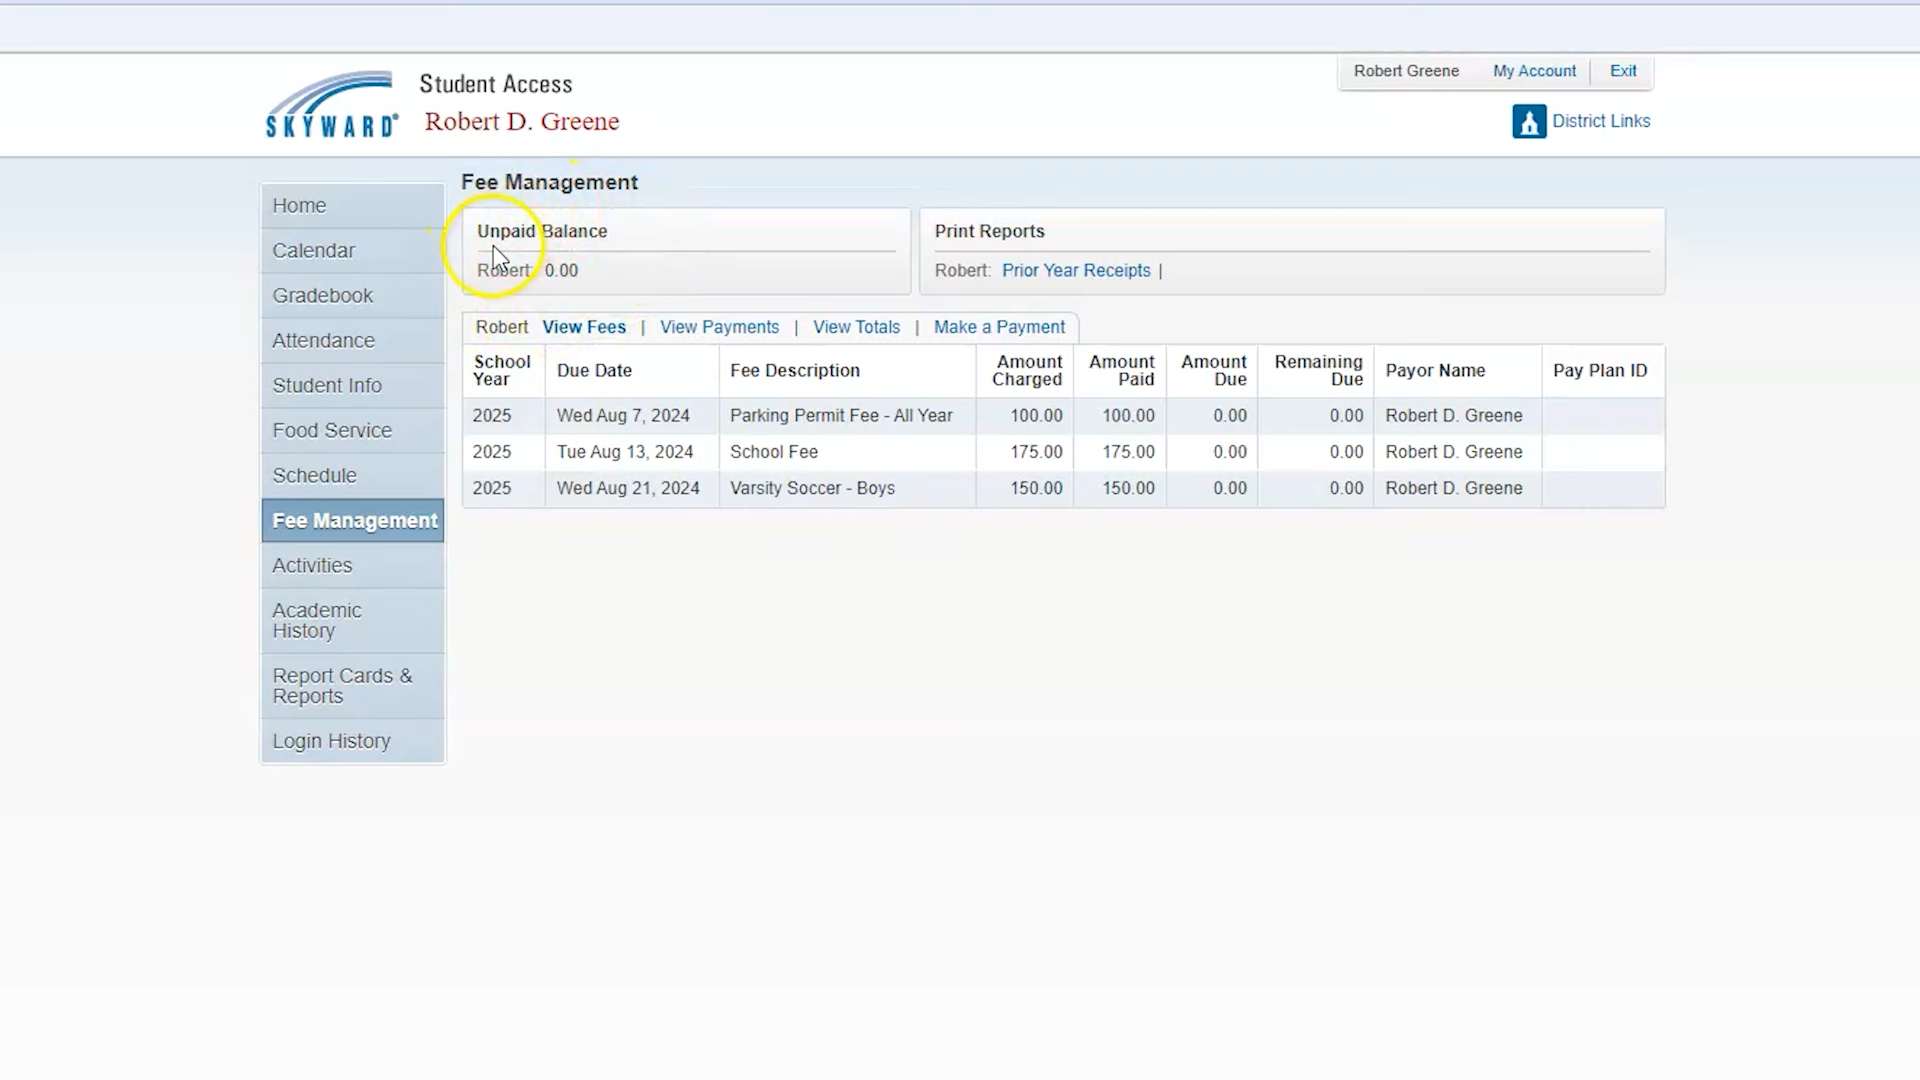 Robert Greene My Account Exit
SKYWARD® Student Access
Robert D. Greene
District Links
Home
Calendar
Gradebook
Attendance
Student Info
Food Service
Schedule
Fee Management
Activities
Academic
History
Report Cards &
Reports
Login History
Fee Management
Unpaid Balance
Robert: 0.00
Print Reports
Robert: Prior Year Receipts |
Robert View Fees | View Payments | View Totals | Make a Payment
School Year Due Date Fee Description Amount Charged Amount Paid Amount Due Remaining Due Payor Name Pay Plan ID
2025 Wed Aug 7, 2024 Parking Permit Fee - All Year 100.00 100.00 0.00 0.00 Robert D. Greene
2025 Tue Aug 13, 2024 School Fee 175.00 175.00 0.00 0.00 Robert D. Greene
2025 Wed Aug 21, 2024 Varsity Soccer - Boys 150.00 150.00 0.00 0.00 Robert D. Greene